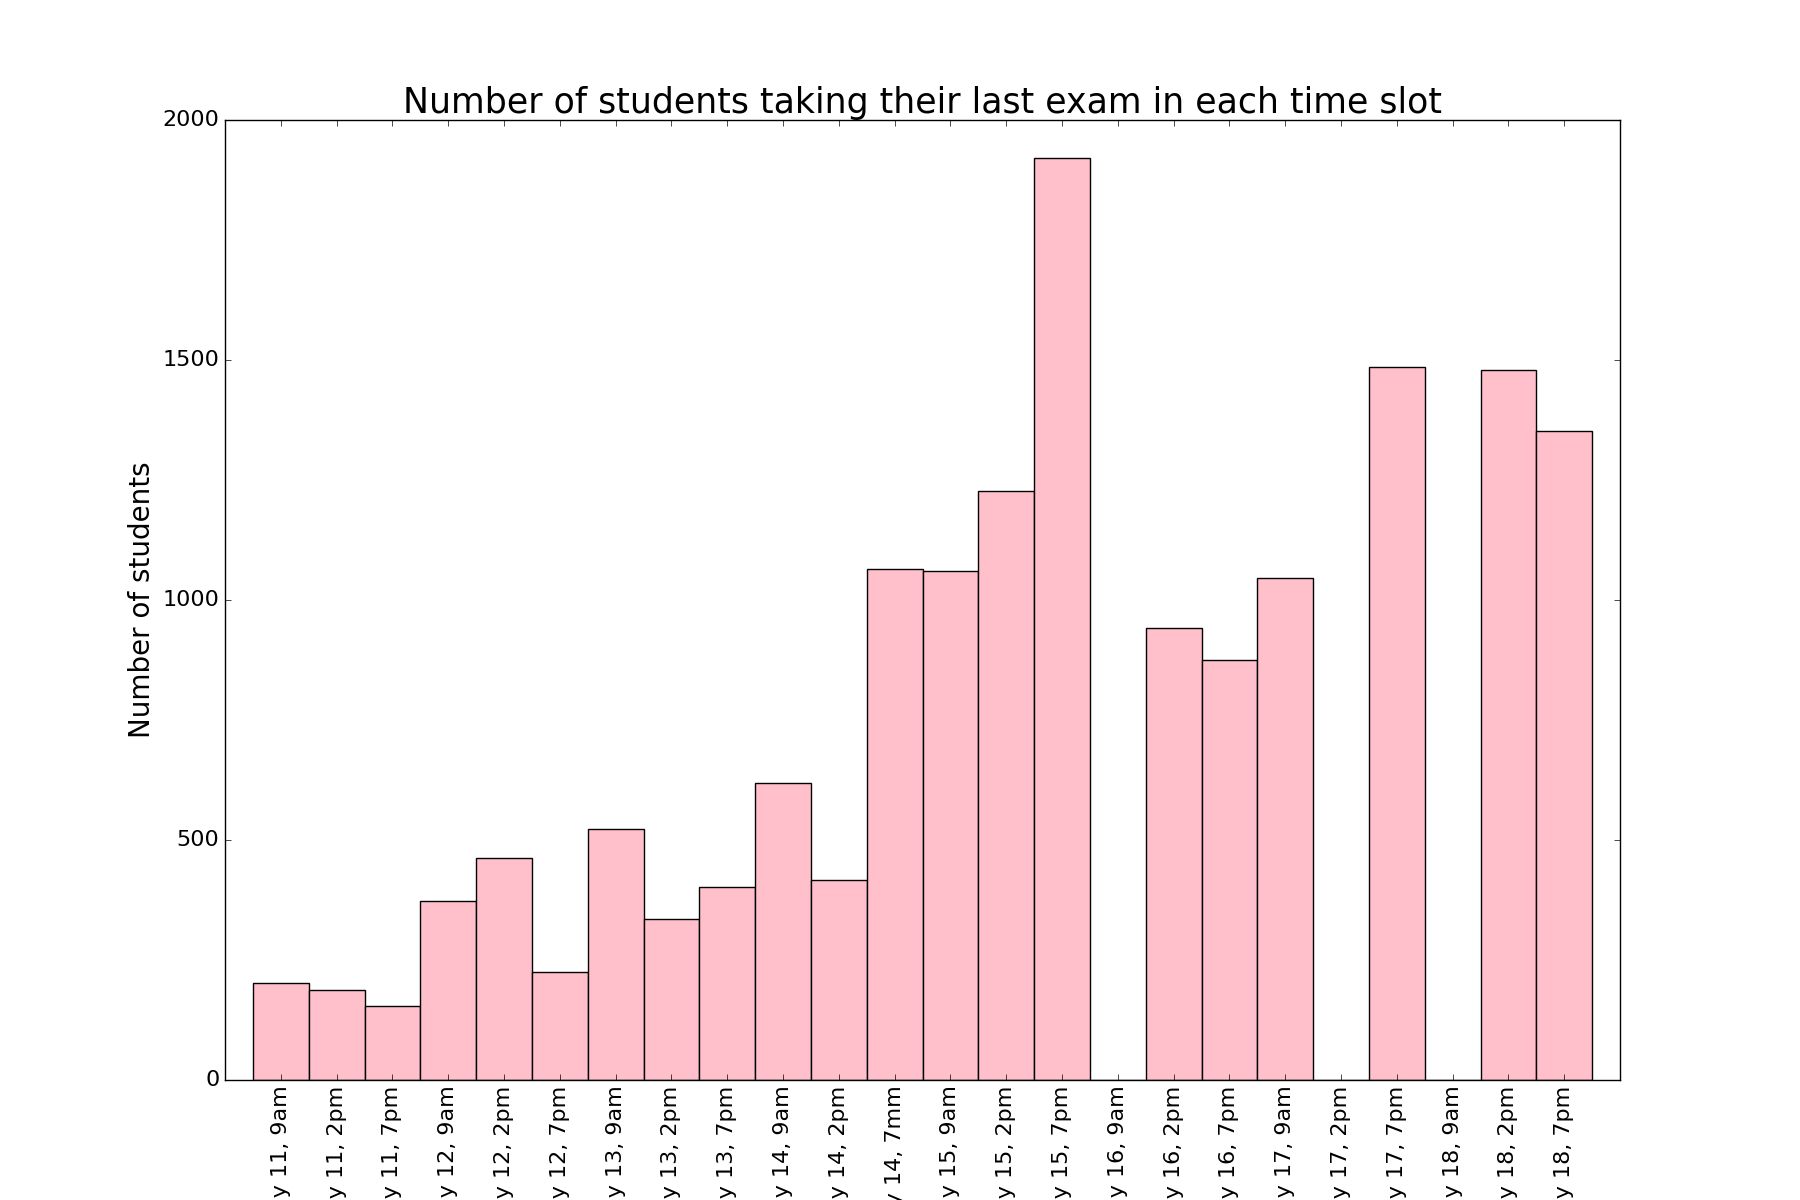 Number of students taking their last exam in each time slot
Number of students
2000
1500
1000
500
0
y 11, 9am
y 11, 2pm
y 11, 7pm
y 12, 9am
y 12, 2pm
y 12, 7pm
y 13, 9am
y 13, 2pm
y 13, 7pm
y 14, 9am
y 14, 2pm
y 14, 7mm
y 15, 9am
y 15, 2pm
y 15, 7pm
y 16, 9am
y 16, 2pm
y 16, 7pm
y 17, 9am
y 17, 2pm
y 17, 7pm
y 18, 9am
y 18, 2pm
y 18, 7pm